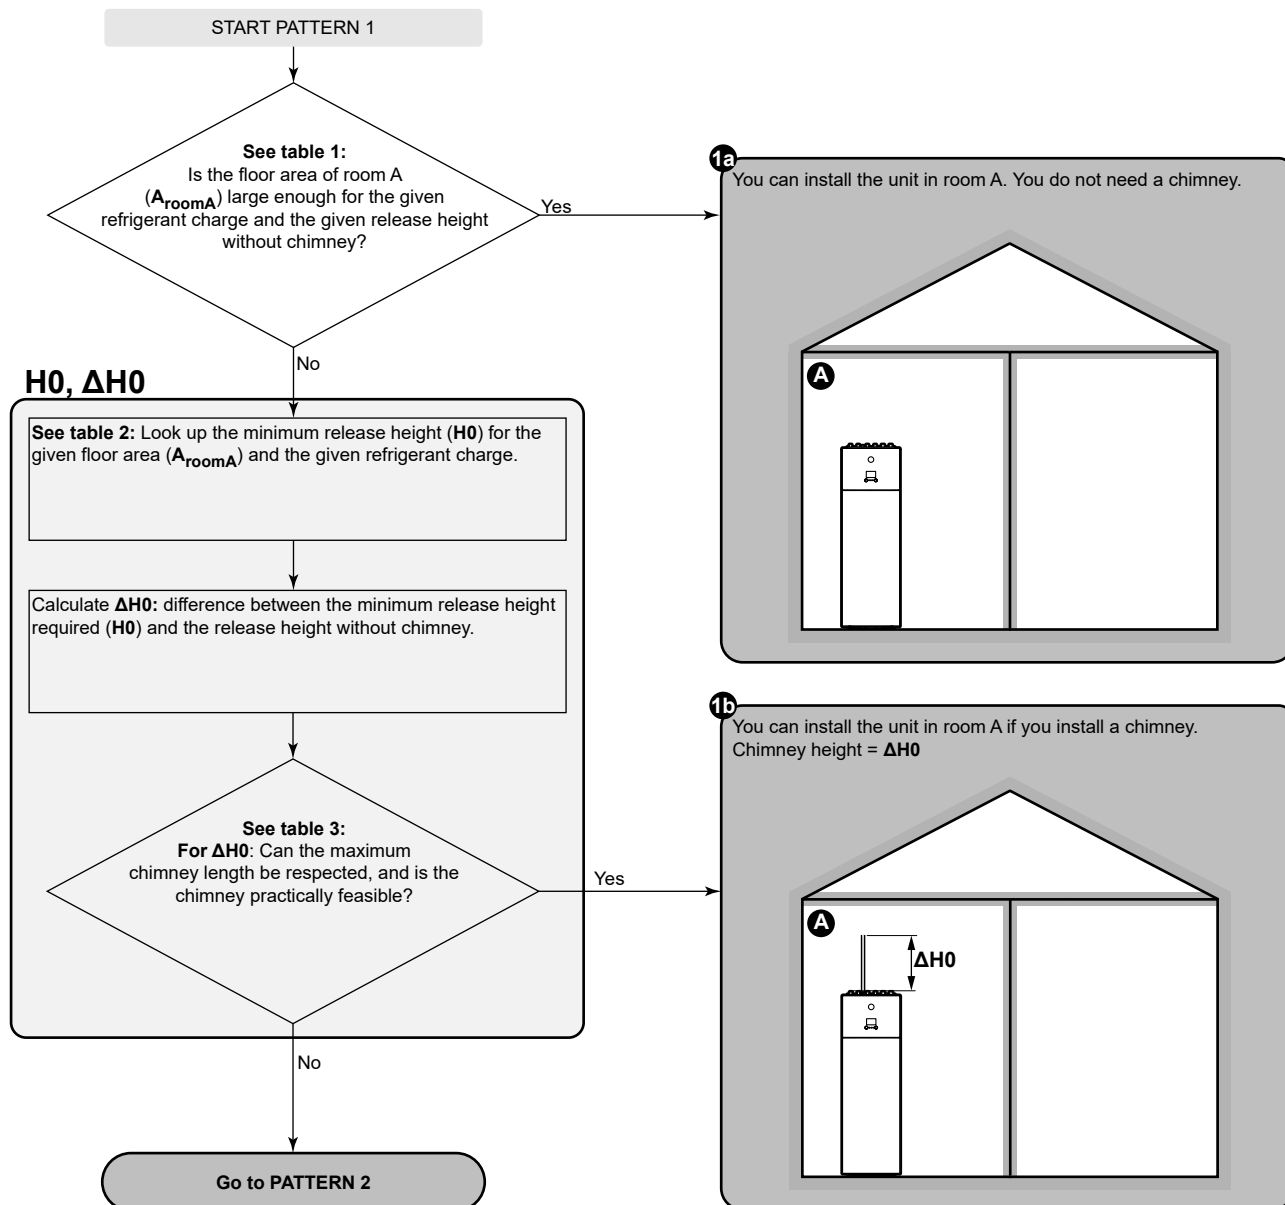 START PATTERN 1
See table 1:
Is the floor area of room A
(AroomA) large enough for the given
refrigerant charge and the given release height
without chimney?
Yes
1a
You can install the unit in room A. You do not need a chimney.
A
No
H0, ΔH0
See table 2: Look up the minimum release height (H0) for the
given floor area (AroomA) and the given refrigerant charge.
Calculate ΔH0: difference between the minimum release height
required (H0) and the release height without chimney.
See table 3:
For ΔH0: Can the maximum
chimney length be respected, and is the
chimney practically feasible?
Yes
1b
You can install the unit in room A if you install a chimney.
Chimney height = ΔH0
A
ΔH0
No
Go to PATTERN 2